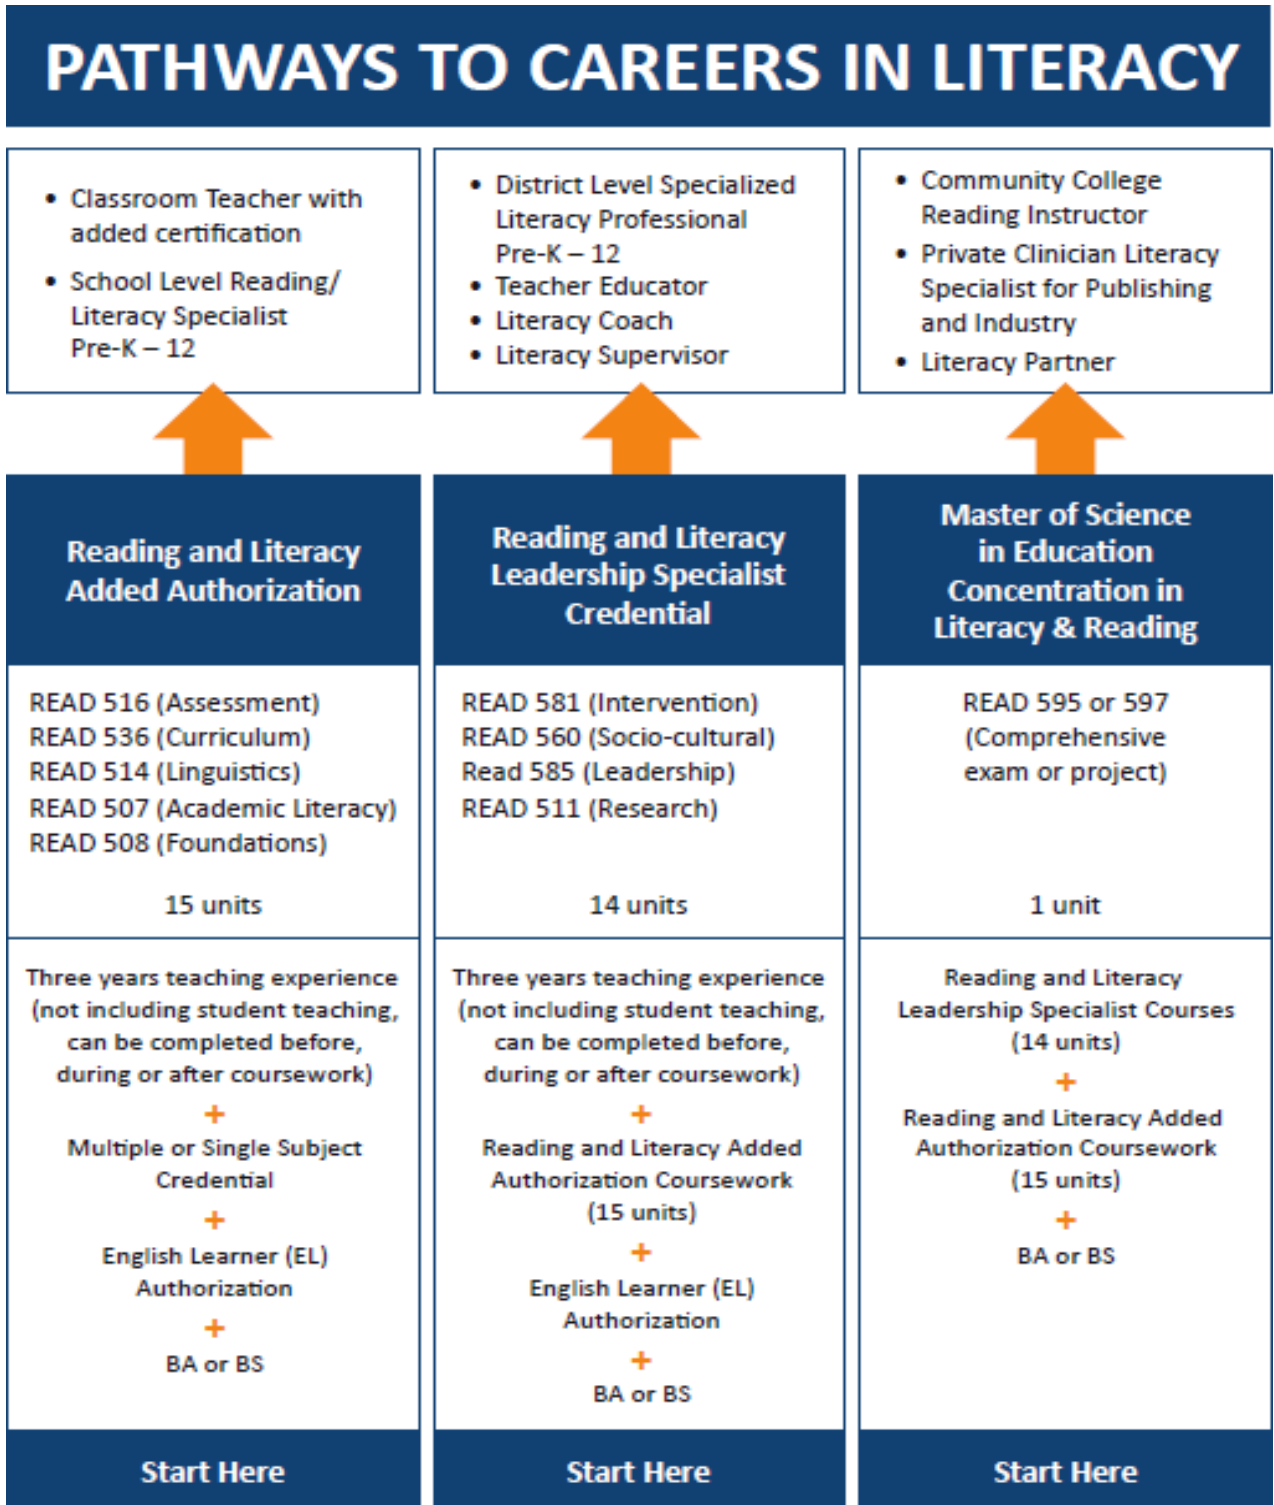 PATHWAYS TO CAREERS IN LITERACY
• Classroom Teacher with
added certification
• School Level Reading/
Literacy Specialist
Pre-K – 12
• District Level Specialized
Literacy Professional
Pre-K – 12
• Teacher Educator
• Literacy Coach
• Literacy Supervisor
• Community College
Reading Instructor
• Private Clinician Literacy
Specialist for Publishing
and Industry
• Literacy Partner
Reading and Literacy
Added Authorization
Reading and Literacy
Leadership Specialist
Credential
Master of Science
in Education
Concentration in
Literacy & Reading
READ 516 (Assessment)
READ 536 (Curriculum)
READ 514 (Linguistics)
READ 507 (Academic Literacy)
READ 508 (Foundations)
15 units
READ 581 (Intervention)
READ 560 (Socio-cultural)
Read 585 (Leadership)
READ 511 (Research)
14 units
READ 595 or 597
(Comprehensive
exam or project)
1 unit
Three years teaching experience
(not including student teaching,
can be completed before,
during or after coursework)
+
Multiple or Single Subject
Credential
+
English Learner (EL)
Authorization
+
BA or BS
Three years teaching experience
(not including student teaching,
can be completed before,
during or after coursework)
+
Reading and Literacy Added
Authorization Coursework
(15 units)
+
English Learner (EL)
Authorization
+
BA or BS
Reading and Literacy
Leadership Specialist Courses
(14 units)
+
Reading and Literacy Added
Authorization Coursework
(15 units)
+
BA or BS
Start Here
Start Here
Start Here